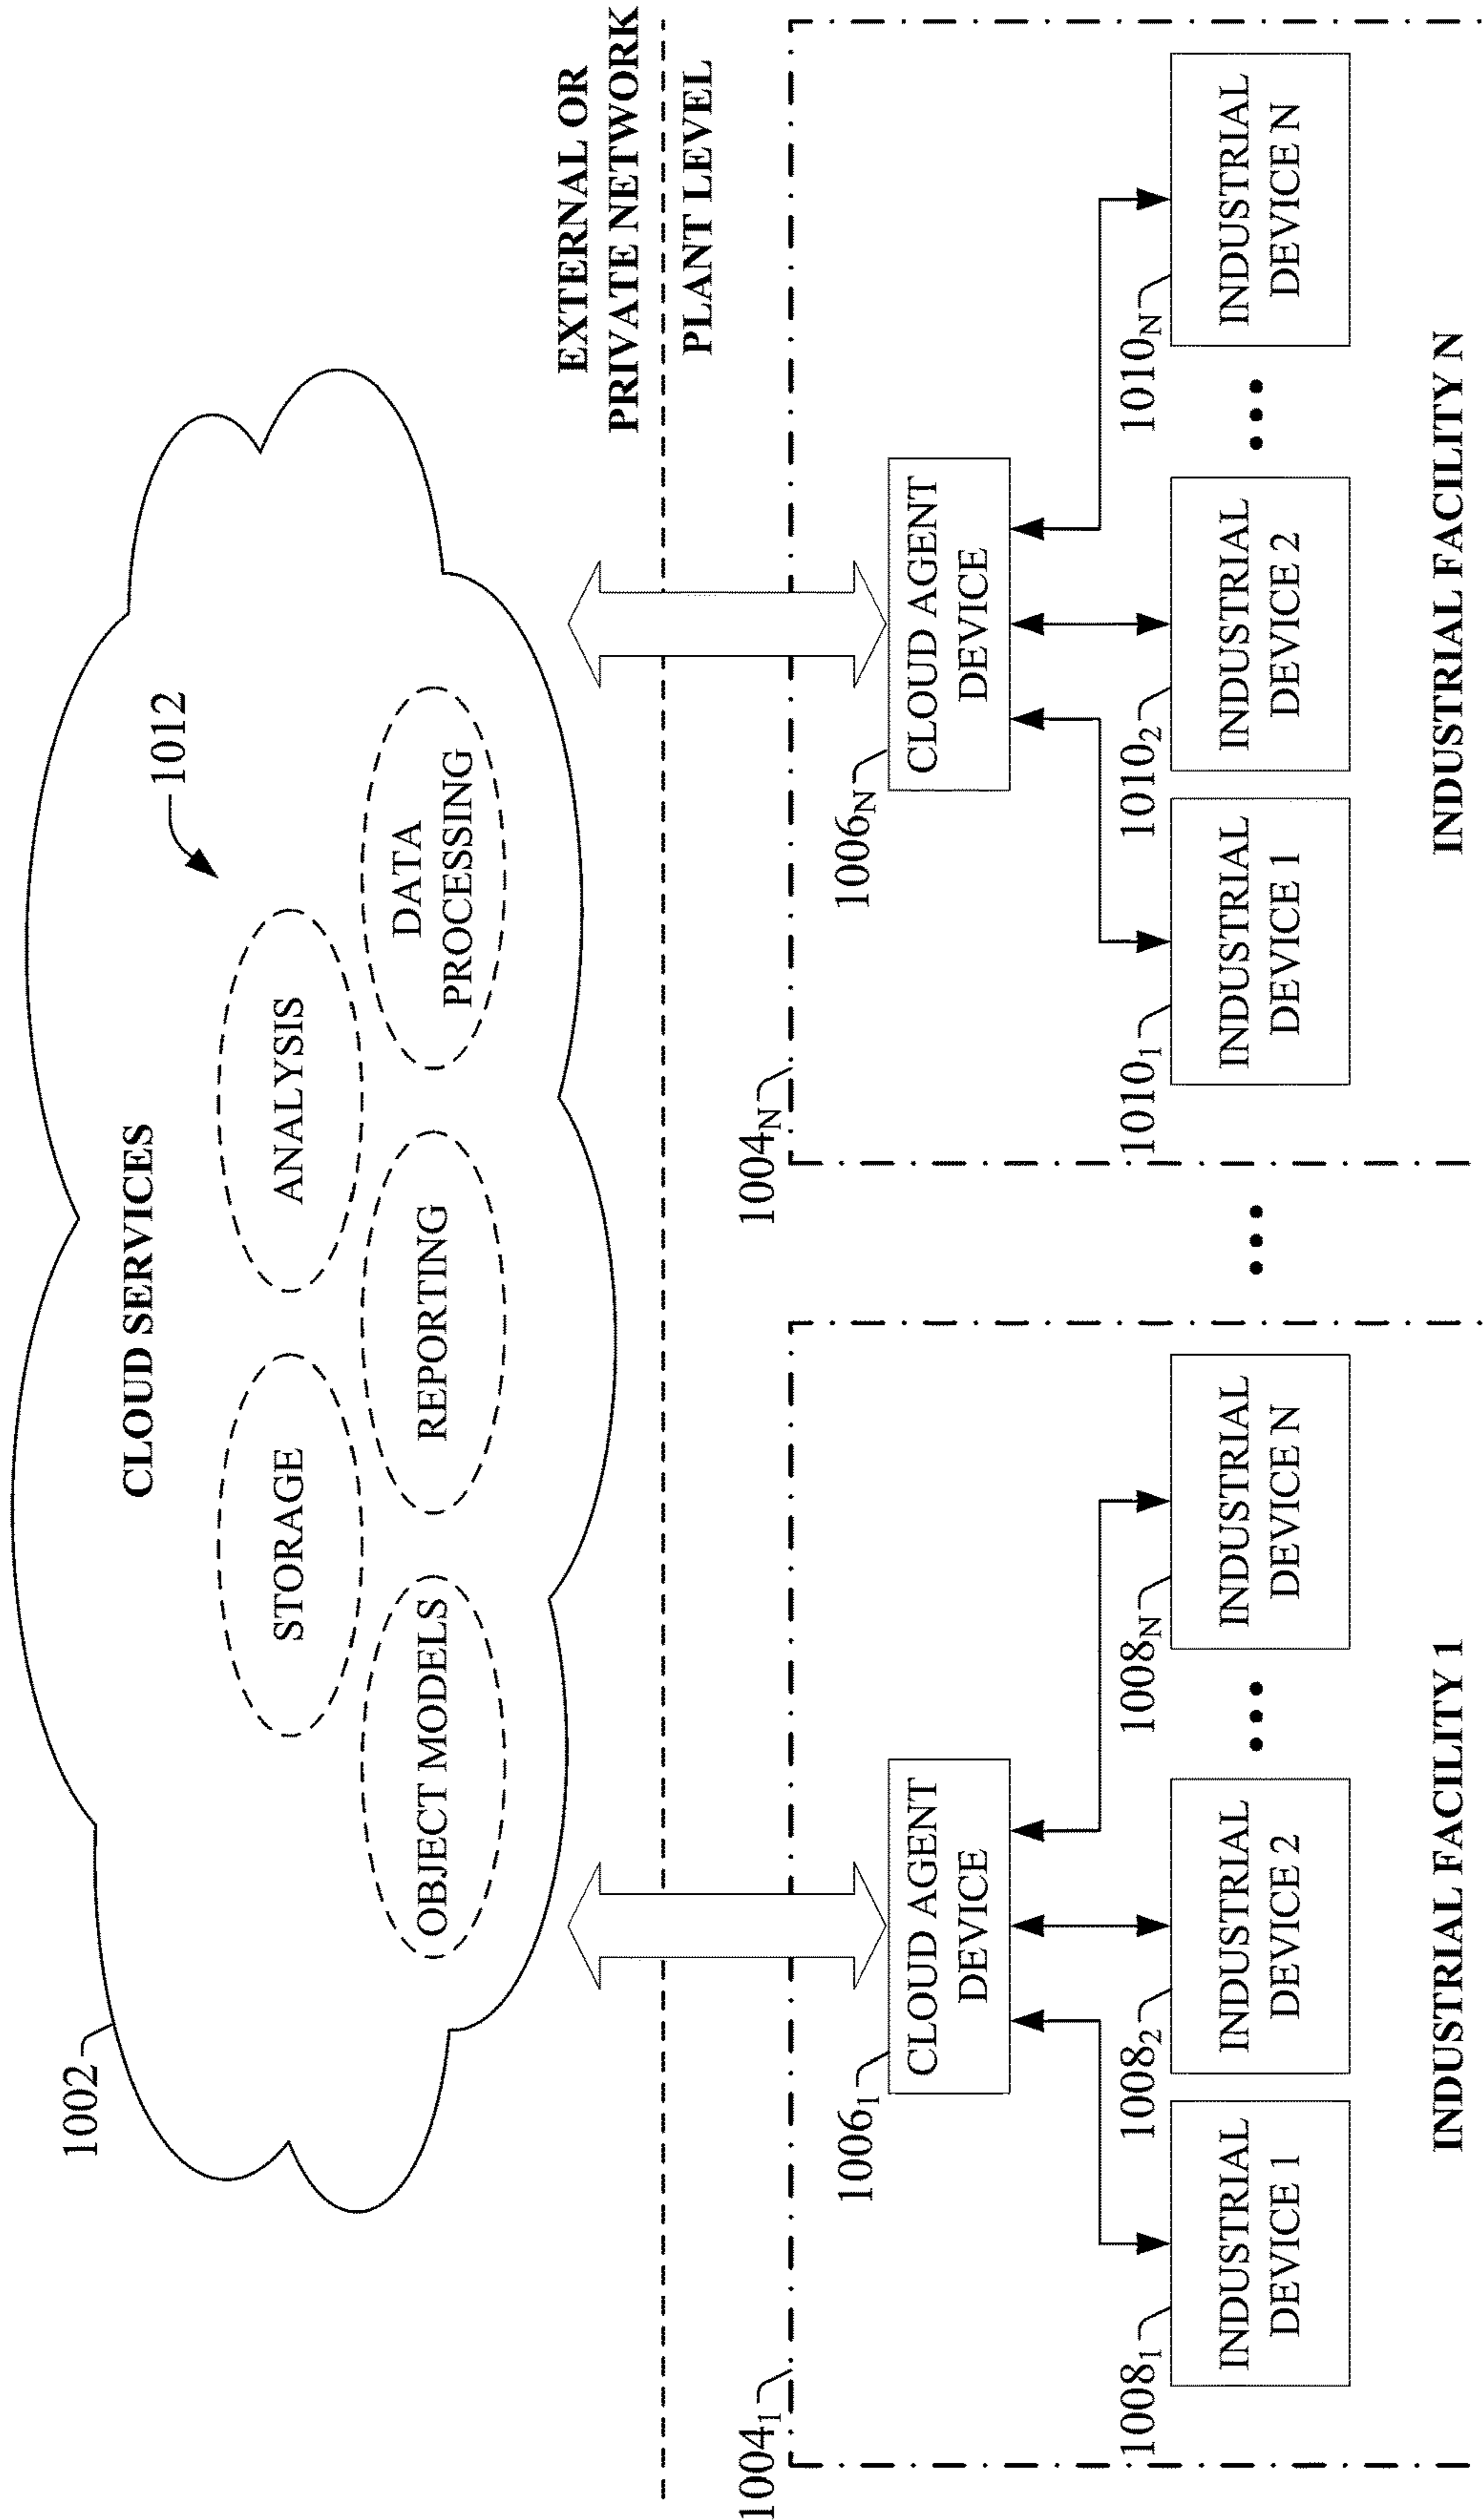 1002
CLOUD SERVICES
1012
STORAGE
ANALYSIS
OBJECT MODELS
REPORTING
DATA
PROCESSING
EXTERNAL OR
PRIVATE NETWORK
PLANT LEVEL
1004₁
1006₁
CLOUD AGENT
DEVICE
1008₁
INDUSTRIAL
DEVICE 1
1008₂
INDUSTRIAL
DEVICE 2
•••
1008N
INDUSTRIAL
DEVICE N
INDUSTRIAL FACILITY 1
•••
1004N
1006N
CLOUD AGENT
DEVICE
1010₁
INDUSTRIAL
DEVICE 1
1010₂
INDUSTRIAL
DEVICE 2
•••
1010N
INDUSTRIAL
DEVICE N
INDUSTRIAL FACILITY N